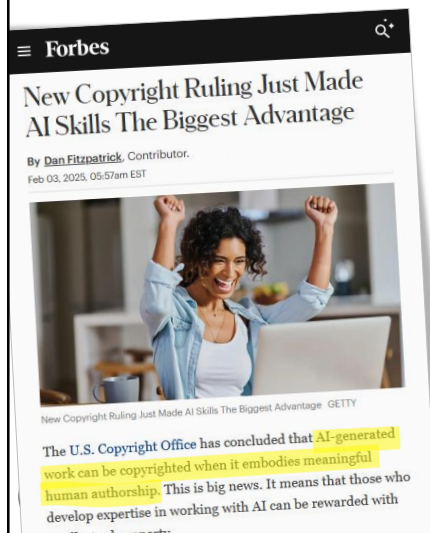 Forbes
New Copyright Ruling Just Made
AI Skills The Biggest Advantage
By Dan Fitzpatrick, Contributor.
Feb 03, 2025, 05:57am EST
New Copyright Ruling Just Made AI Skills The Biggest Advantage GETTY
The U.S. Copyright Office has concluded that AI-generated
work can be copyrighted when it embodies meaningful
human authorship. This is big news. It means that those who
develop expertise in working with AI can be rewarded with